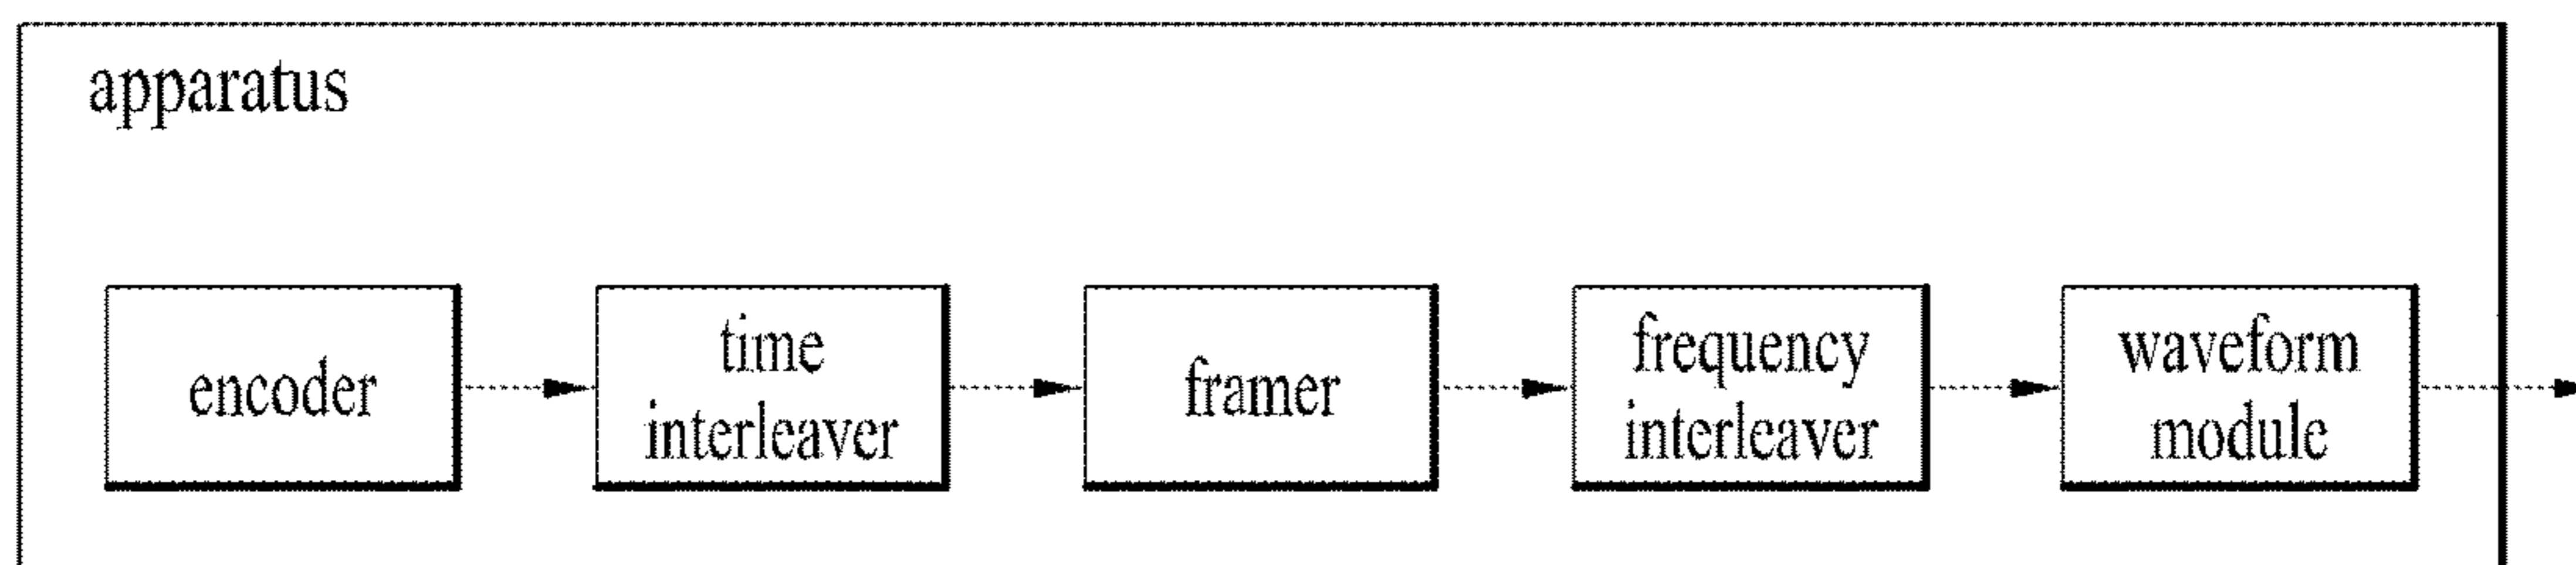 apparatus
encoder
time
interleaver
framer
frequency
interleaver
waveform
module